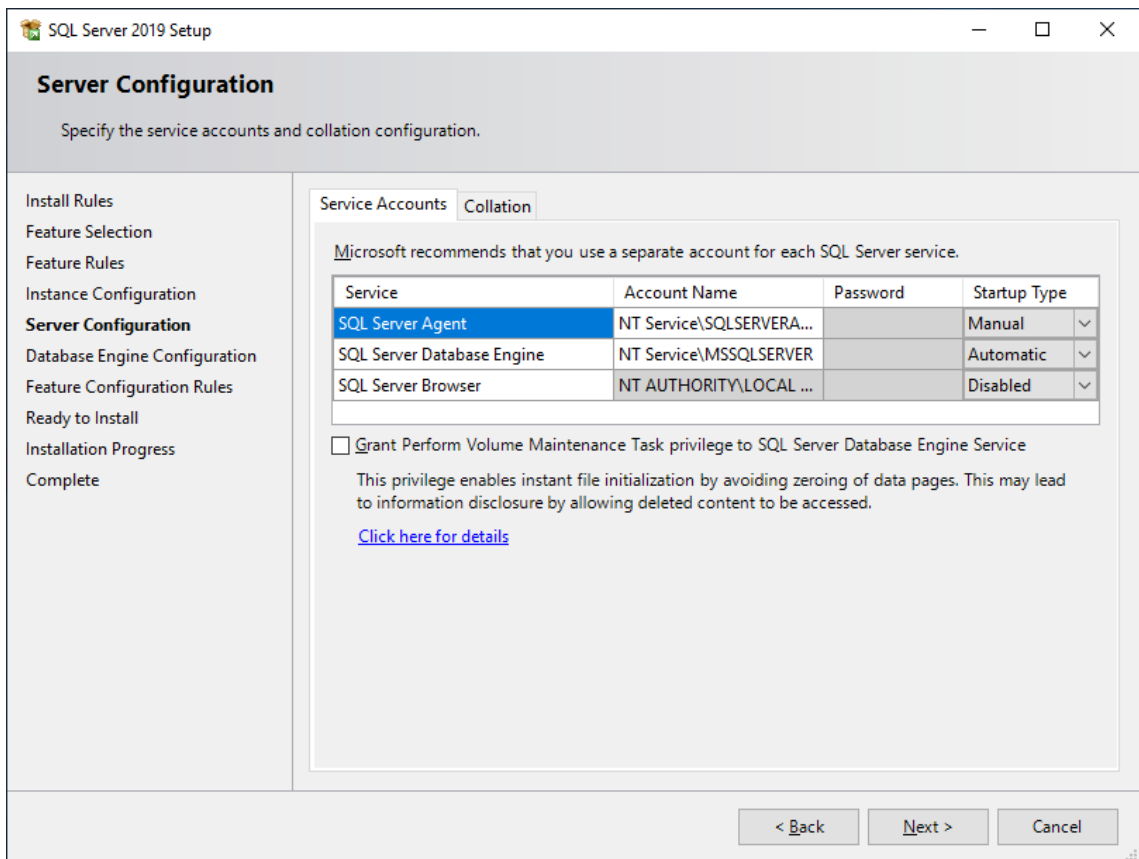 SQL Server 2019 Setup
Server Configuration
Specify the service accounts and collation configuration.
Install Rules
Feature Selection
Feature Rules
Instance Configuration
Server Configuration
Database Engine Configuration
Feature Configuration Rules
Ready to Install
Installation Progress
Complete
Service Accounts Collation
Microsoft recommends that you use a separate account for each SQL Server service.
Service Account Name Password Startup Type
SQL Server Agent NT Service\SQLSERVERA... Manual
SQL Server Database Engine NT Service\MSSQLSERVER Automatic
SQL Server Browser NT AUTHORITY\LOCAL ... Disabled
Grant Perform Volume Maintenance Task privilege to SQL Server Database Engine Service
This privilege enables instant file initialization by avoiding zeroing of data pages. This may lead
to information disclosure by allowing deleted content to be accessed.
Click here for details
< Back Next > Cancel